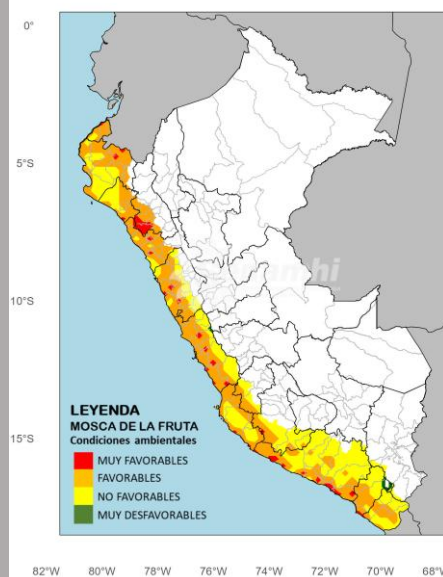 0°
5°S
10°S
15°S
LEYENDA
MOSCA DE LA FRUTA
Condiciones ambientales
MUY FAVORABLES
FAVORABLES
NO FAVORABLES
MUY DESFAVORABLES
82°W 80°W 78°W 76°W 74°W 72°W 70°W 68°W